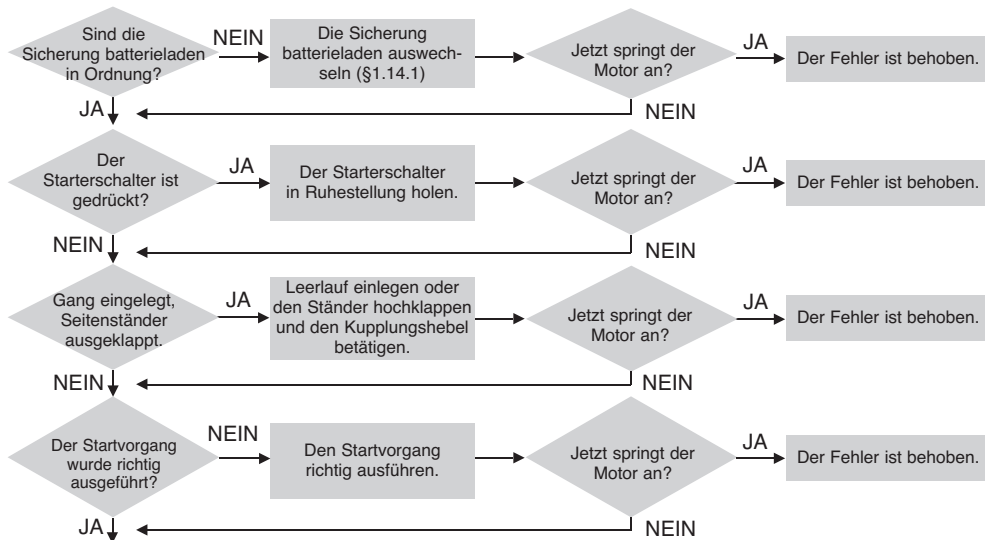 Sind die
Sicherung batterieladen
in Ordnung?
NEIN
Die Sicherung
batterieladen auswech-
seln (§1.14.1)
Jetzt springt der
Motor an?
JA
Der Fehler ist behoben.
JA
NEIN
Der
Starterschalter ist
gedrückt?
JA
Der Starterschalter
in Ruhestellung holen.
Jetzt springt der
Motor an?
JA
Der Fehler ist behoben.
NEIN
NEIN
Gang eingelegt,
Seitenständer
ausgeklappt.
JA
Leerlauf einlegen oder
den Ständer hochklappen
und den Kupplungshebel
betätigen.
Jetzt springt der
Motor an?
JA
Der Fehler ist behoben.
NEIN
NEIN
Der Startvorgang
wurde richtig
ausgeführt?
NEIN
Den Startvorgang
richtig ausführen.
Jetzt springt der
Motor an?
JA
Der Fehler ist behoben.
JA
NEIN